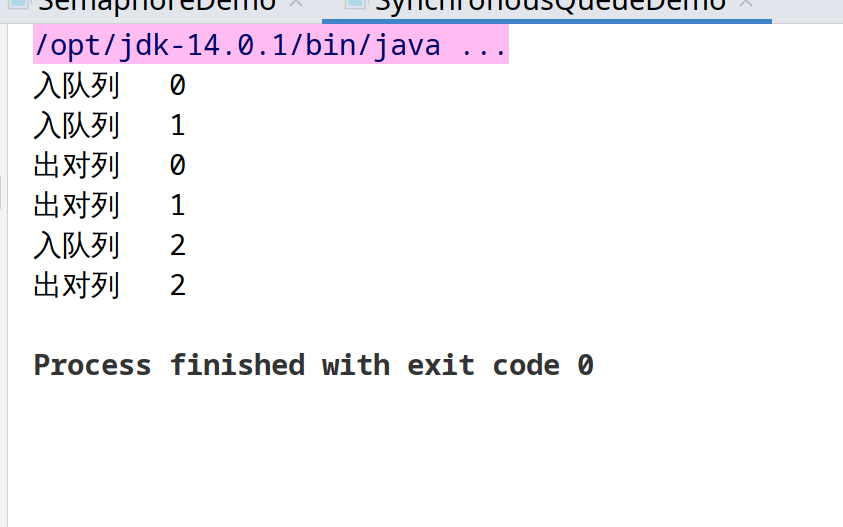 SemaphoreDemo × SynchronousQueueDemo ×
/opt/jdk-14.0.1/bin/java ...
入队列 0
入队列 1
出对列 0
出对列 1
入队列 2
出对列 2
Process finished with exit code 0